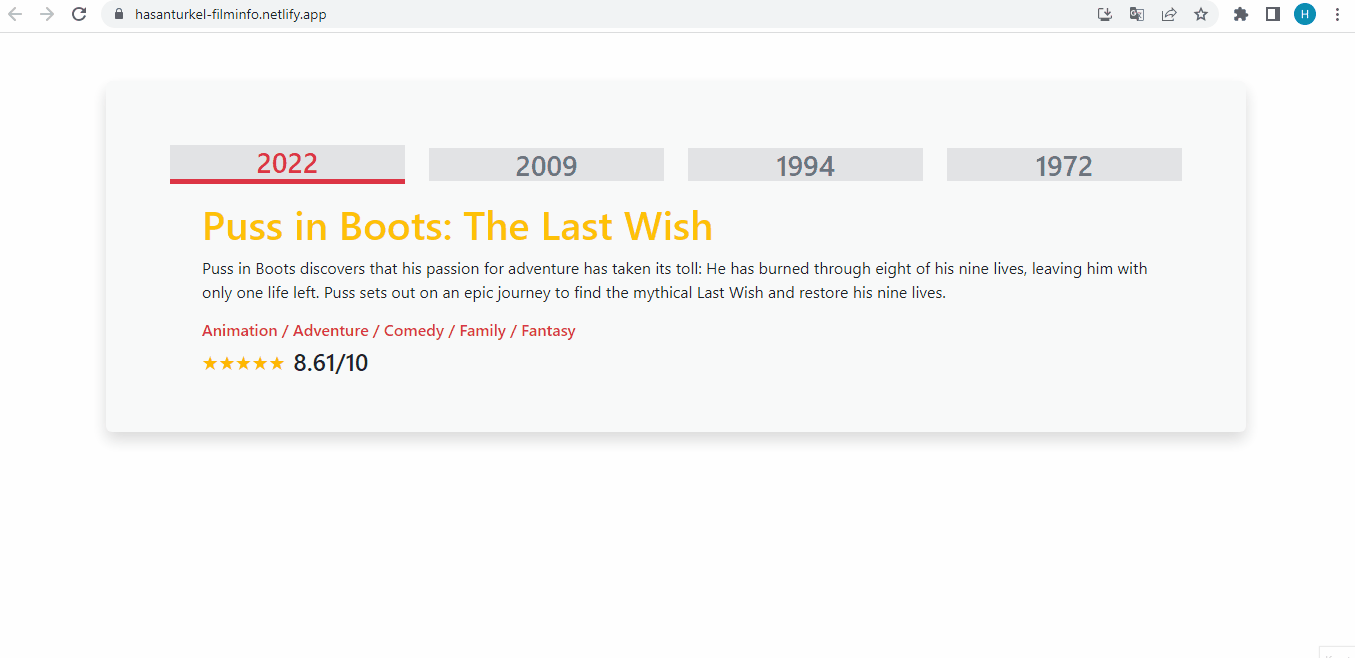 hasanturkel-filminfo.netlify.app
H
2022 2009 1994 1972
Puss in Boots: The Last Wish
Puss in Boots discovers that his passion for adventure has taken its toll: He has burned through eight of his nine lives, leaving him with
only one life left. Puss sets out on an epic journey to find the mythical Last Wish and restore his nine lives.
Animation / Adventure / Comedy / Family / Fantasy
★★★★★ 8.61/10